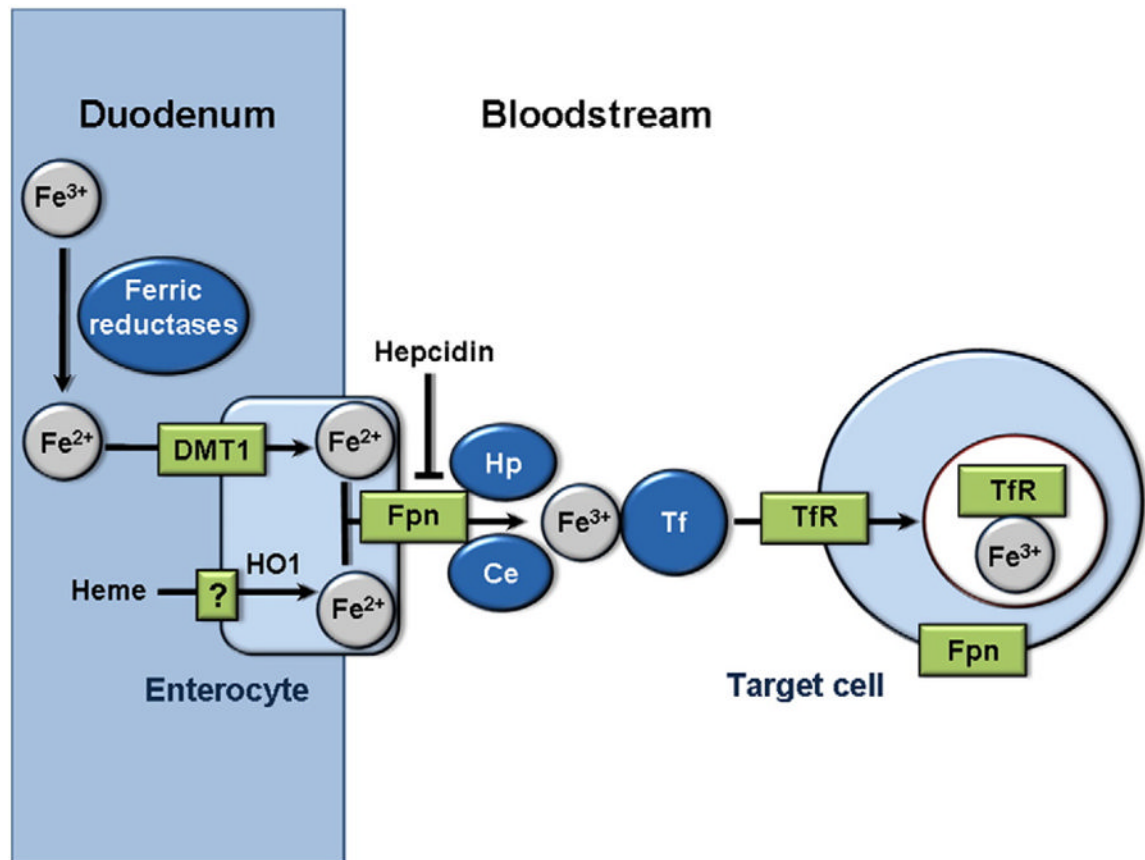 Duodenum
Bloodstream
Fe³⁺
Ferric
reductases
Hepcidin
Fe²⁺
DMT1
Fe²⁺
Hp
Fpn
Fe³⁺
Tf
TfR
TfR
Fe³⁺
Ce
Heme
?
HO1
Fe²⁺
Fpn
Enterocyte
Target cell